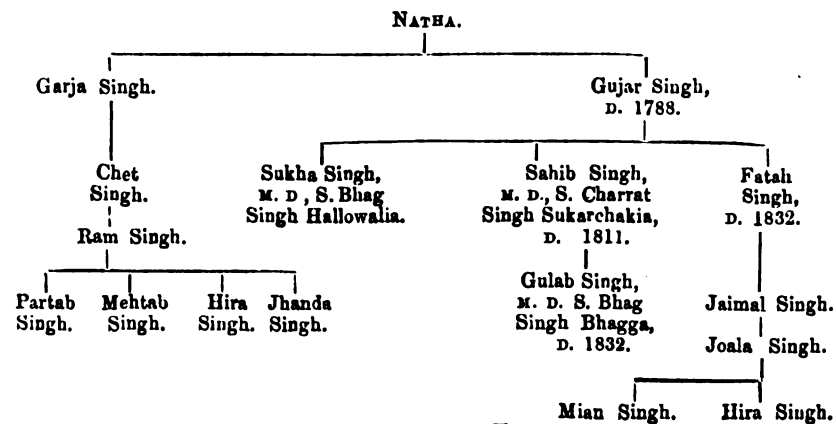 NATHA.
Garja Singh.
Gujar Singh,
D. 1788.
Chet
Singh.
Sukha Singh,
M. D , S. Bhag
Singh Hallowalia.
Sahib Singh,
M. D., S. Charrat
Singh Sukarchakia,
D. 1811.
Fatah
Singh,
D. 1832.
Ram Singh.
Gulab Singh,
M. D. S. Bhag
Singh Bhagga,
D. 1832.
Partab
Singh.
Mehtab
Singh.
Hira
Singh.
Jhanda
Singh.
Jaimal Singh.
Joala Singh.
Mian Singh.
Hira Singh.